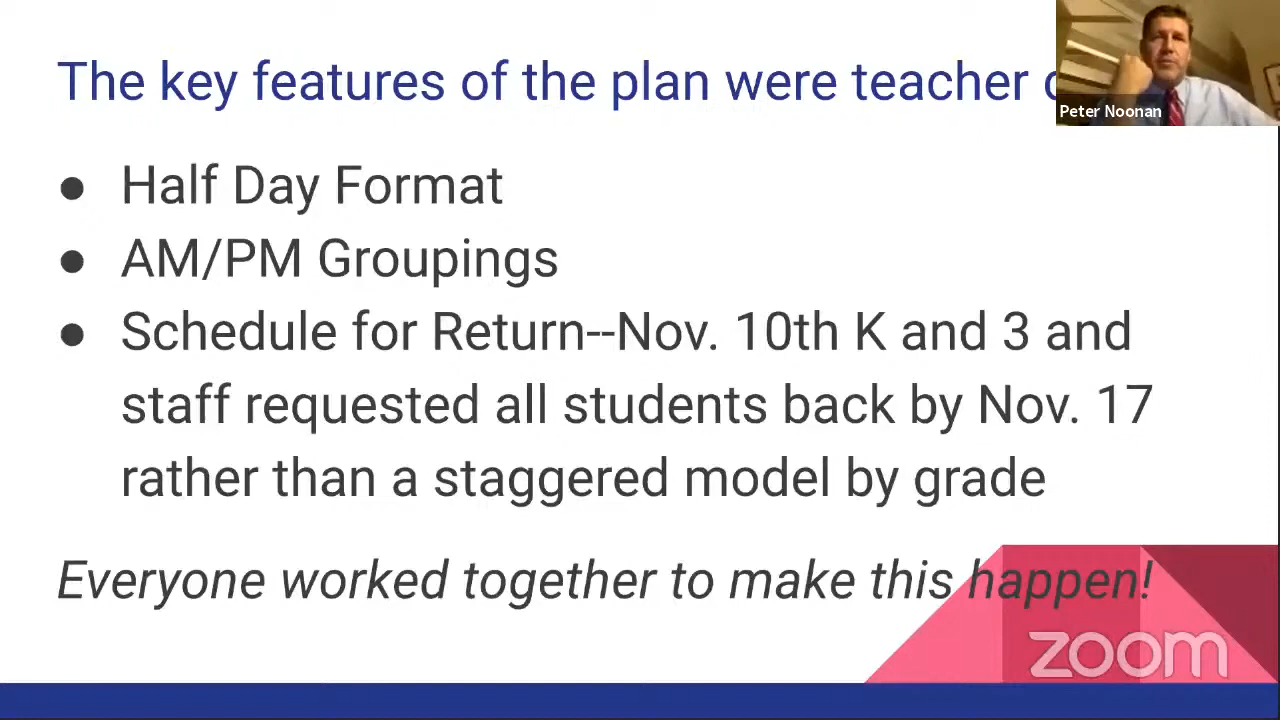 The key features of the plan were teacher
Peter Noonan
● Half Day Format
● AM/PM Groupings
● Schedule for Return--Nov. 10th K and 3 and
staff requested all students back by Nov. 17
rather than a staggered model by grade
Everyone worked together to make this happen!
zoom